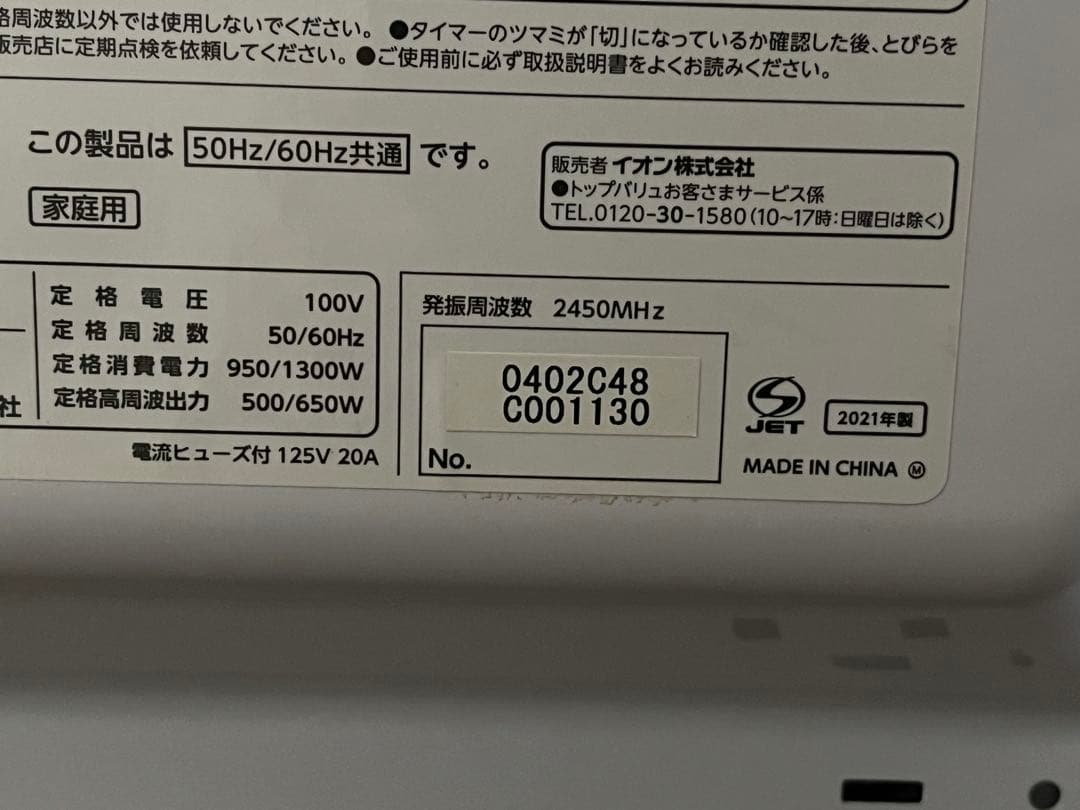 格周波数以外では使用しないでください。 ●タイマーのツマミが「切」になっているか確認した後、とびらを
販売店に定期点検を依頼してください。●ご使用前に必ず取扱説明書をよくお読みください。
この製品は 50Hz/60Hz共通 です。
家庭用
販売者 イオン株式会社
●トップバリュお客さまサービス係
TEL.0120-30-1580(10~17時:日曜日は除く)
定格電圧 100V
定格周波数 50/60Hz
定格消費電力 950/1300W
定格高周波出力 500/650W
社
電流ヒューズ付 125V 20A
発振周波数 2450MHz
0402C48
C001130
No.
JET
2021年製
MADE IN CHINA Ⓜ